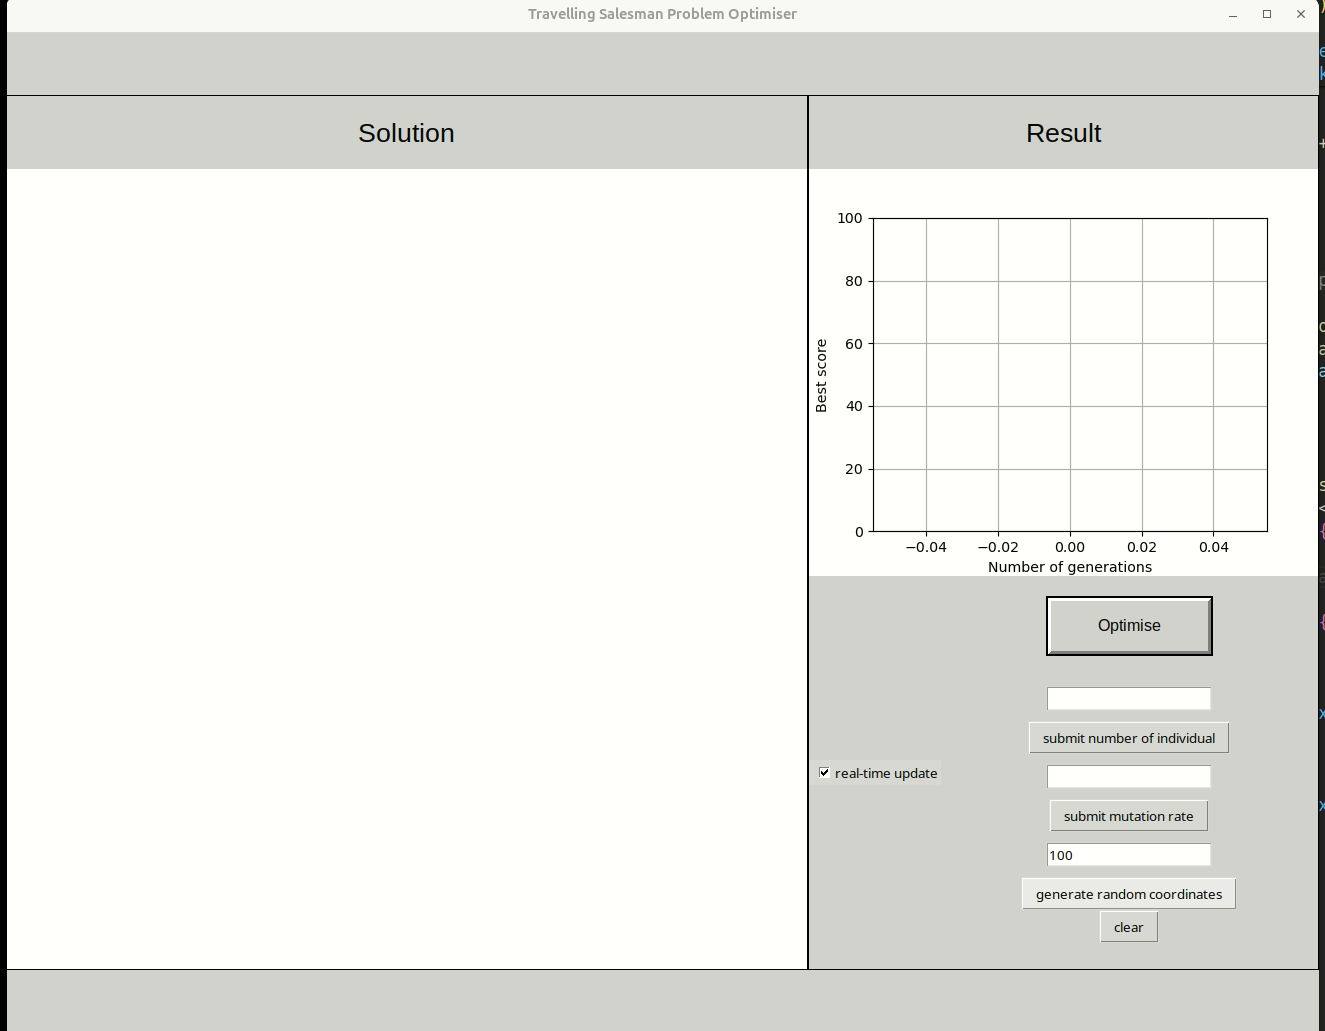 Travelling Salesman Problem Optimiser
Solution
Result
100
80
60
40
20
0
Best score
−0.04 −0.02 0.00 0.02 0.04
Number of generations
Optimise
submit number of individual
real-time update
submit mutation rate
100
generate random coordinates
clear